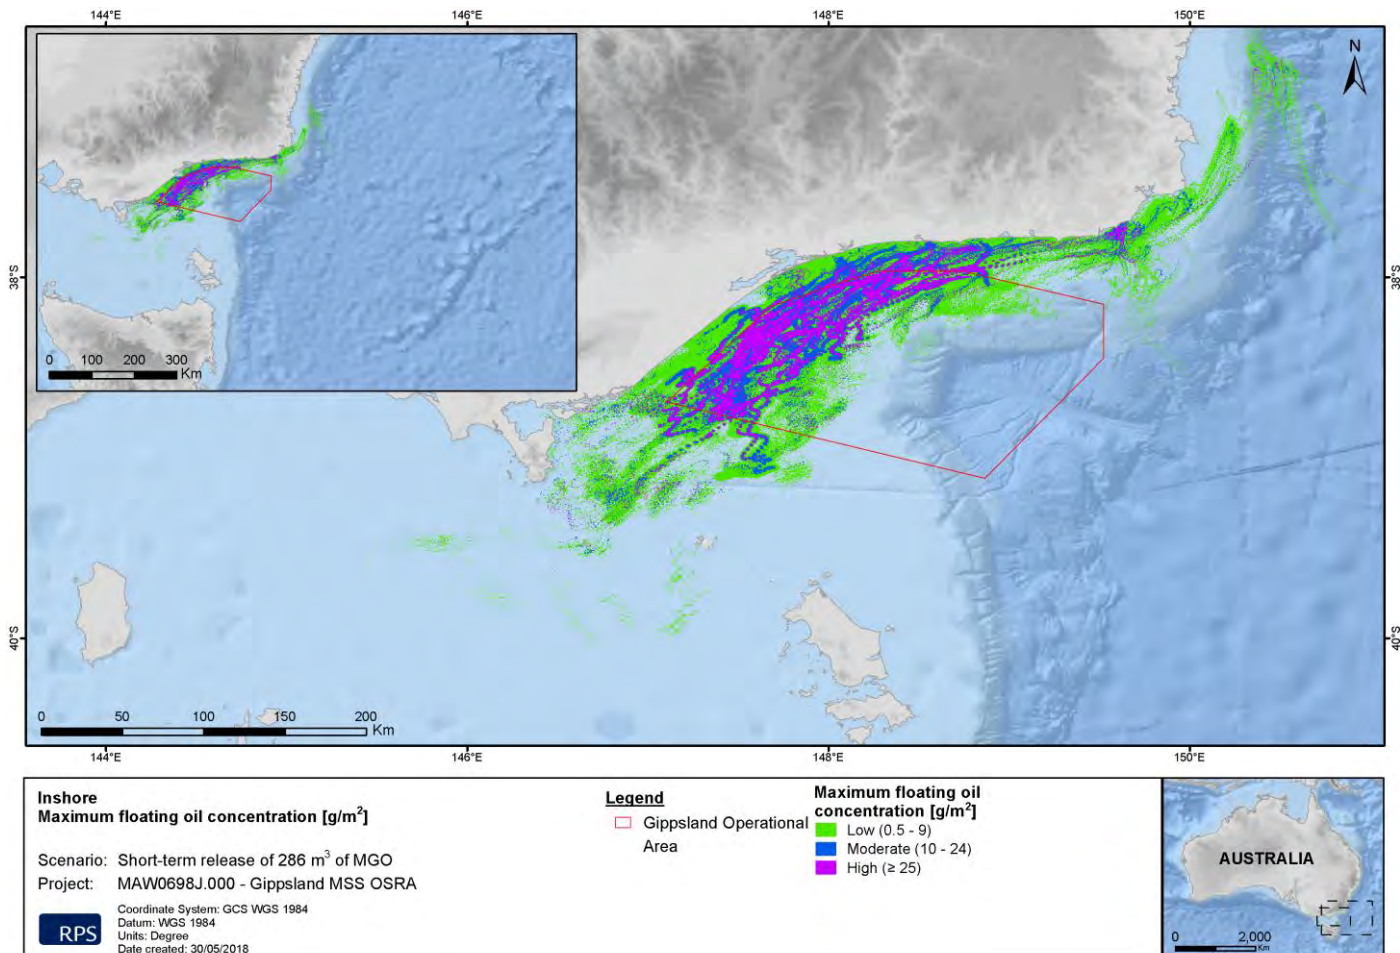 144°E 146°E 148°E 150°E
N
38°S 38°S
0 100 200 300
Km
40°S 40°S
0 50 100 150 200
Km
144°E 146°E 148°E 150°E
Inshore
Maximum floating oil concentration [g/m²]
Scenario: Short-term release of 286 m³ of MGO
Project: MAW0698J.000 - Gippsland MSS OSRA
RPS
Coordinate System: GCS WGS 1984
Datum: WGS 1984
Units: Degree
Date created: 30/05/2018
Legend
Gippsland Operational
Area
Maximum floating oil
concentration [g/m²]
Low (0.5 - 9)
Moderate (10 - 24)
High (≥ 25)
AUSTRALIA
0 2,000
Km